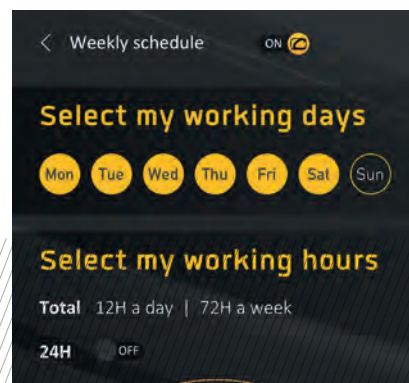 Weekly schedule ON
Select my working days
Mon Tue Wed Thu Fri Sat Sun
Select my working hours
Total 12H a day | 72H a week
24H OFF